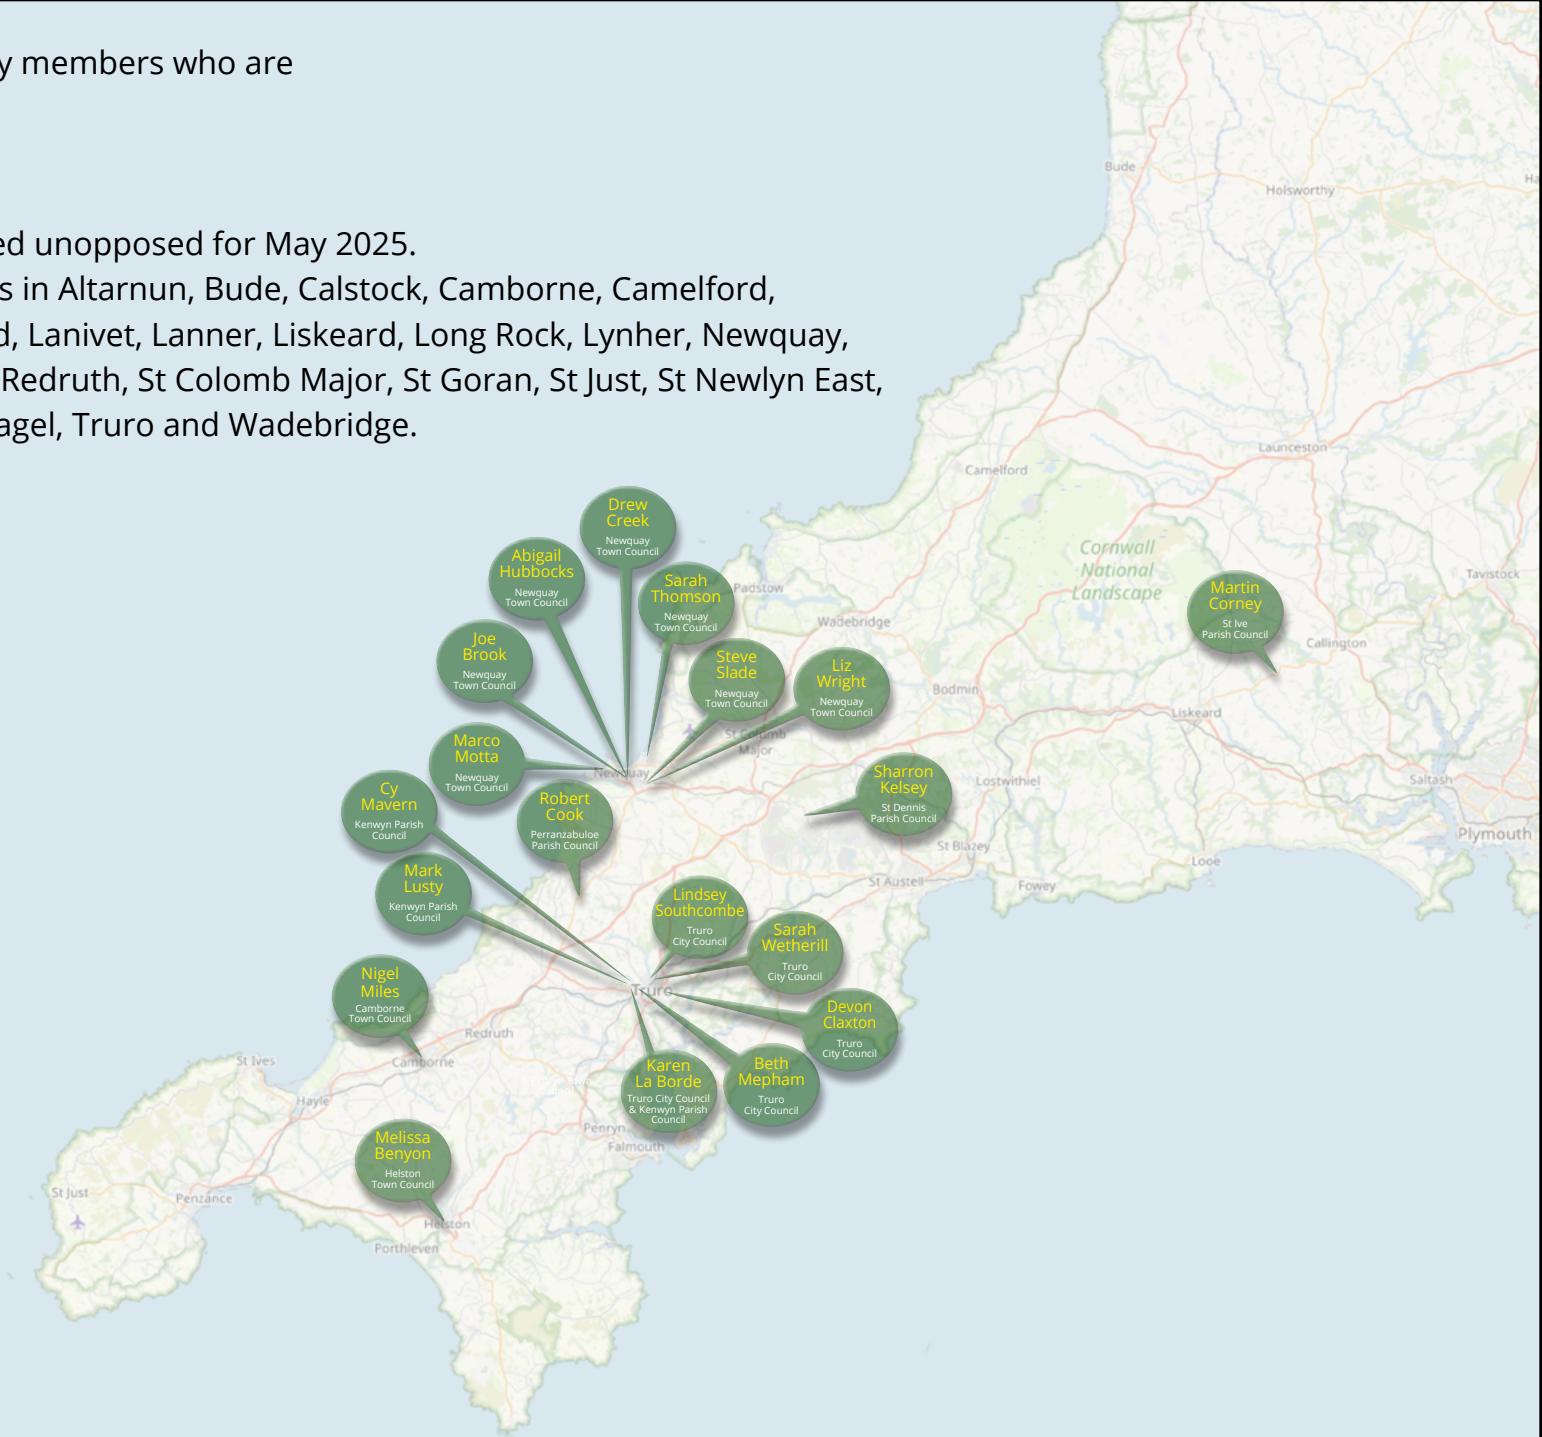 y members who are
ed unopposed for May 2025.
s in Altarnun, Bude, Calstock, Camborne, Camelford,
d, Lanivet, Lanner, Liskeard, Long Rock, Lynher, Newquay,
Redruth, St Colomb Major, St Goran, St Just, St Newlyn East,
agel, Truro and Wadebridge.
Bude
Holsworthy
Ha
Launceston
Camelford
Cornwall
National
Landscape
Tavistock
Padstow
Wadebridge
Callington
Bodmin
Liskeard
St Columb
Major
Newquay
Lostwithiel
Saltash
Plymouth
St Blazey
Looe
St Austell
Fowey
Truro
Redruth
St Ives
Camborne
Hayle
Penryn
Falmouth
St Just
Penzance
Helston
Porthleven
Drew
Creek
Newquay
Town Council
Abigail
Hubbocks
Newquay
Town Council
Sarah
Thomson
Newquay
Town Council
Joe
Brook
Newquay
Town Council
Steve
Slade
Newquay
Town Council
Liz
Wright
Newquay
Town Council
Martin
Corney
St Ive
Parish Council
Marco
Motta
Newquay
Town Council
Sharron
Kelsey
St Dennis
Parish Council
Cy
Mavern
Kenwyn Parish
Council
Robert
Cook
Perranzabuloe
Parish Council
Mark
Lusty
Kenwyn Parish
Council
Lindsey
Southcombe
Truro
City Council
Sarah
Wetherill
Truro
City Council
Nigel
Miles
Camborne
Town Council
Devon
Claxton
Truro
City Council
Karen
La Borde
Truro City Council
& Kenwyn Parish
Council
Beth
Mepham
Truro
City Council
Melissa
Benyon
Helston
Town Council